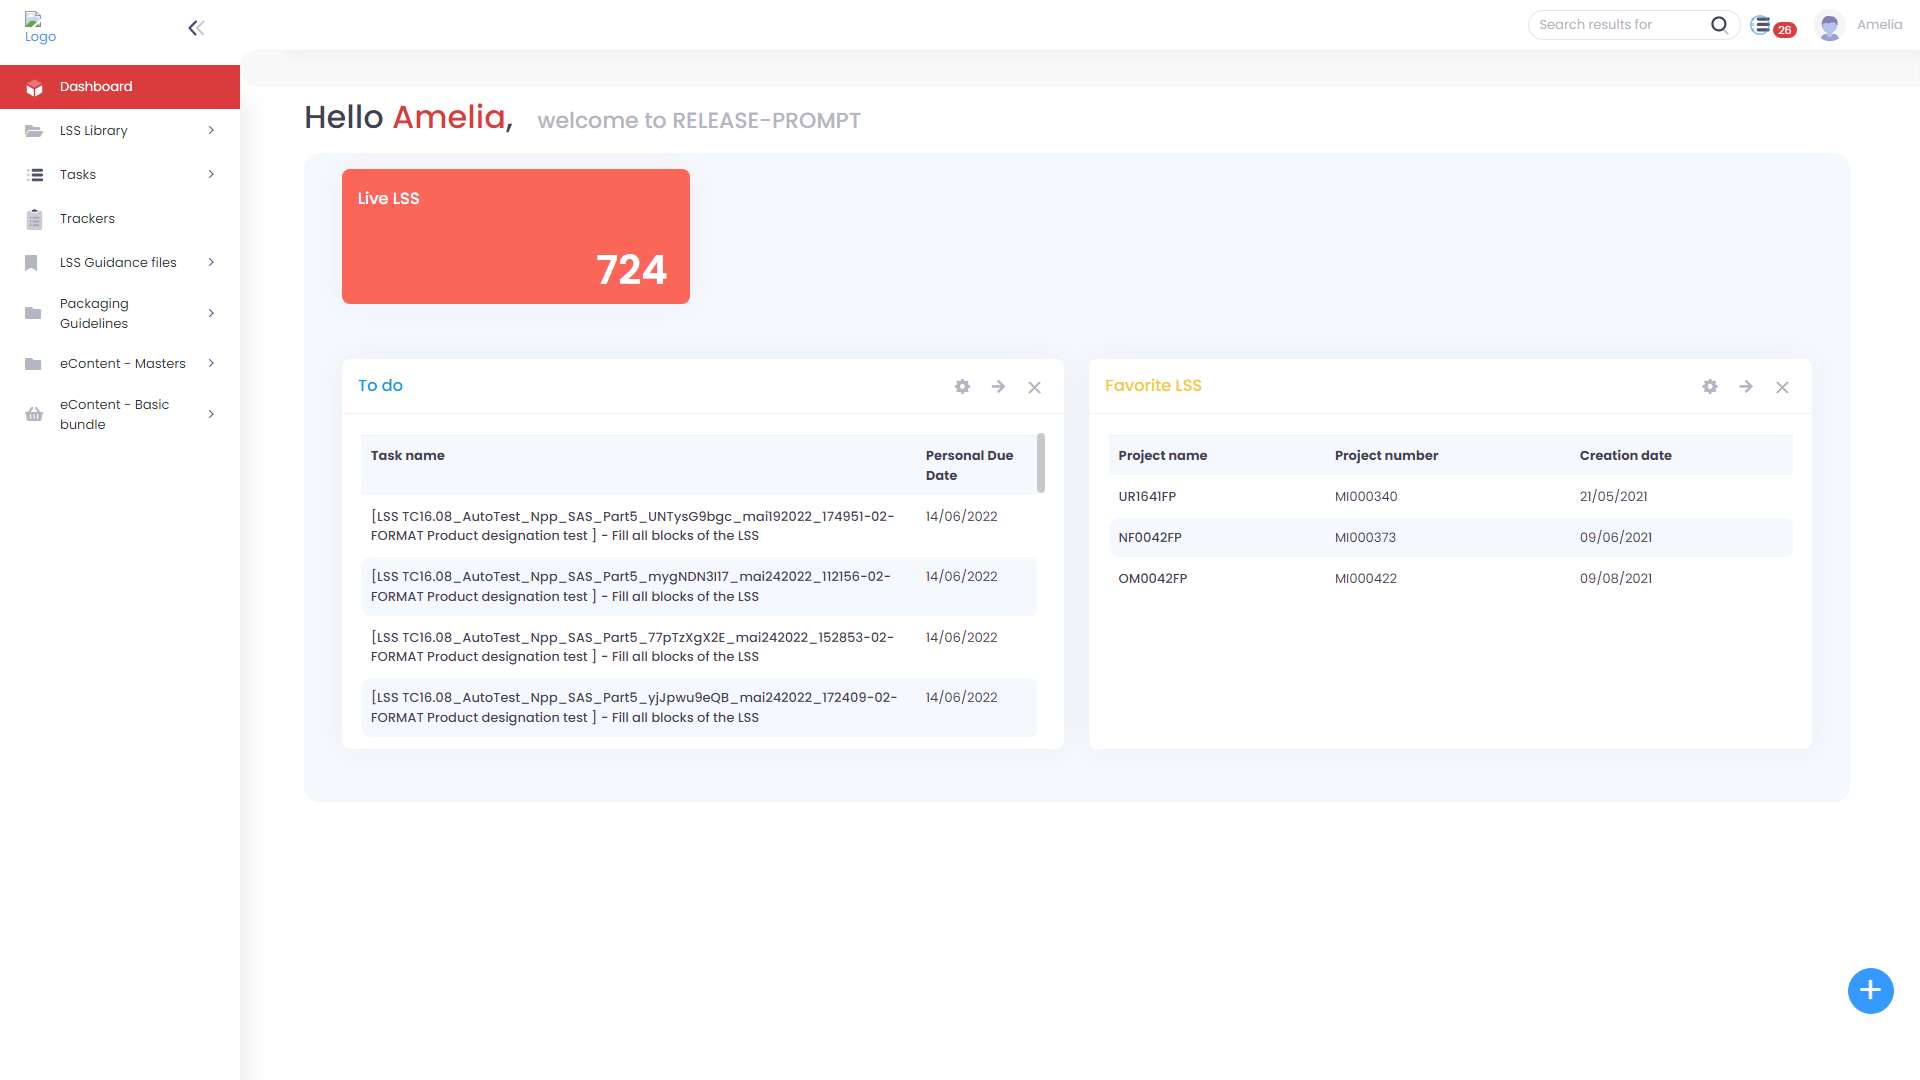 Logo
Search results for
26
Amelia
Dashboard
LSS Library
Tasks
Trackers
LSS Guidance files
Packaging
Guidelines
eContent - Masters
eContent - Basic
bundle
Hello Amelia, welcome to RELEASE-PROMPT
Live LSS
724
To do
Task name
Personal Due
Date
[LSS TC16.08_AutoTest_Npp_SAS_Part5_UNTysG9bgc_mai192022_174951-02-
FORMAT Product designation test ] - Fill all blocks of the LSS
14/06/2022
[LSS TC16.08_AutoTest_Npp_SAS_Part5_mygNDN3I17_mai242022_112156-02-
FORMAT Product designation test ] - Fill all blocks of the LSS
14/06/2022
[LSS TC16.08_AutoTest_Npp_SAS_Part5_77pTzXgX2E_mai242022_152853-02-
FORMAT Product designation test ] - Fill all blocks of the LSS
14/06/2022
[LSS TC16.08_AutoTest_Npp_SAS_Part5_yjJpwu9eQB_mai242022_172409-02-
FORMAT Product designation test ] - Fill all blocks of the LSS
14/06/2022
Favorite LSS
Project name Project number Creation date
UR1641FP MI000340 21/05/2021
NF0042FP MI000373 09/06/2021
OM0042FP MI000422 09/08/2021